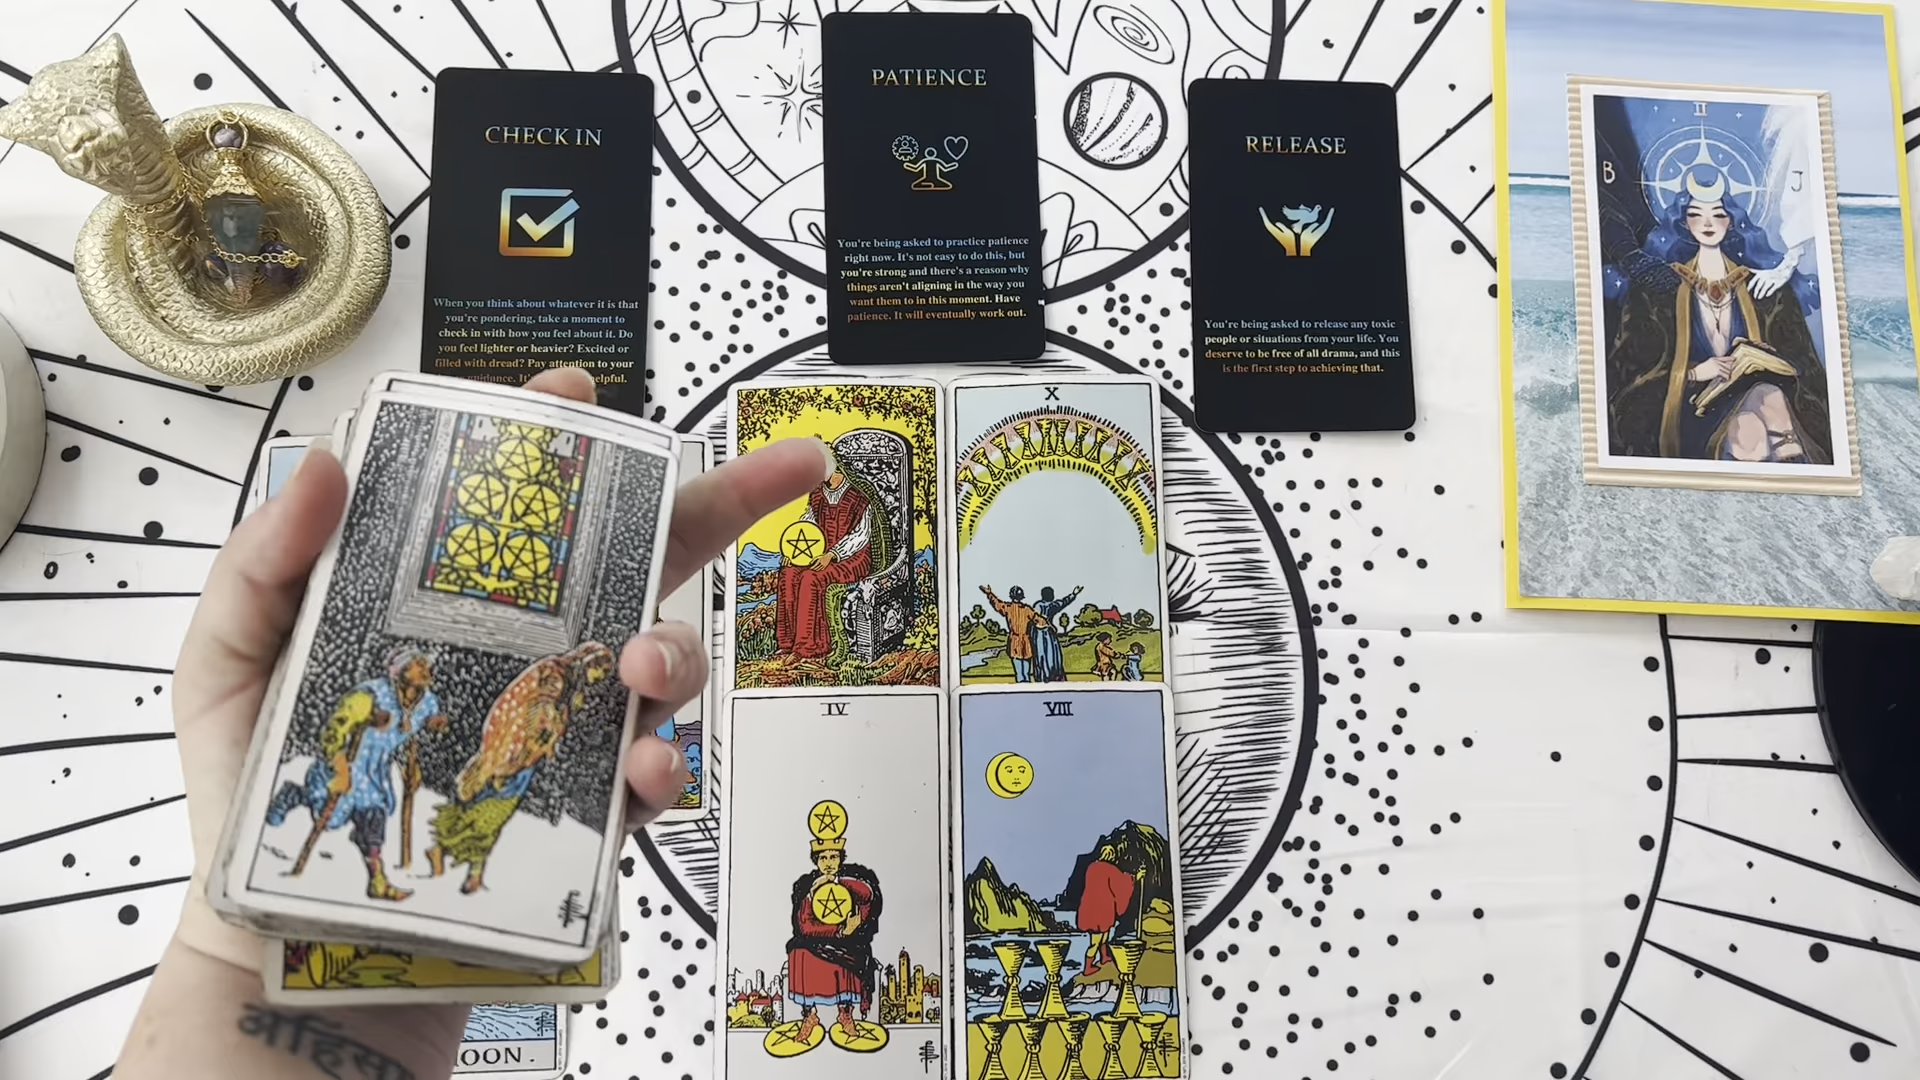 CHECK IN
When you think about whatever it is that
you're pondering, take a moment to
check in with how you feel about it. Do
you feel lighter or heavier? Excited or
filled with dread? Pay attention to your
guidance. It's helpful.
PATIENCE
You're being asked to practice patience
right now. It's not easy to do this, but
you're strong and there's a reason why
things aren't aligning in the way you
want them to in this moment. Have
patience. It will eventually work out.
RELEASE
You're being asked to release any toxic
people or situations from your life. You
deserve to be free of all drama, and this
is the first step to achieving that.
II
B
J
X
IV
VIII
OON.
अहिंसा